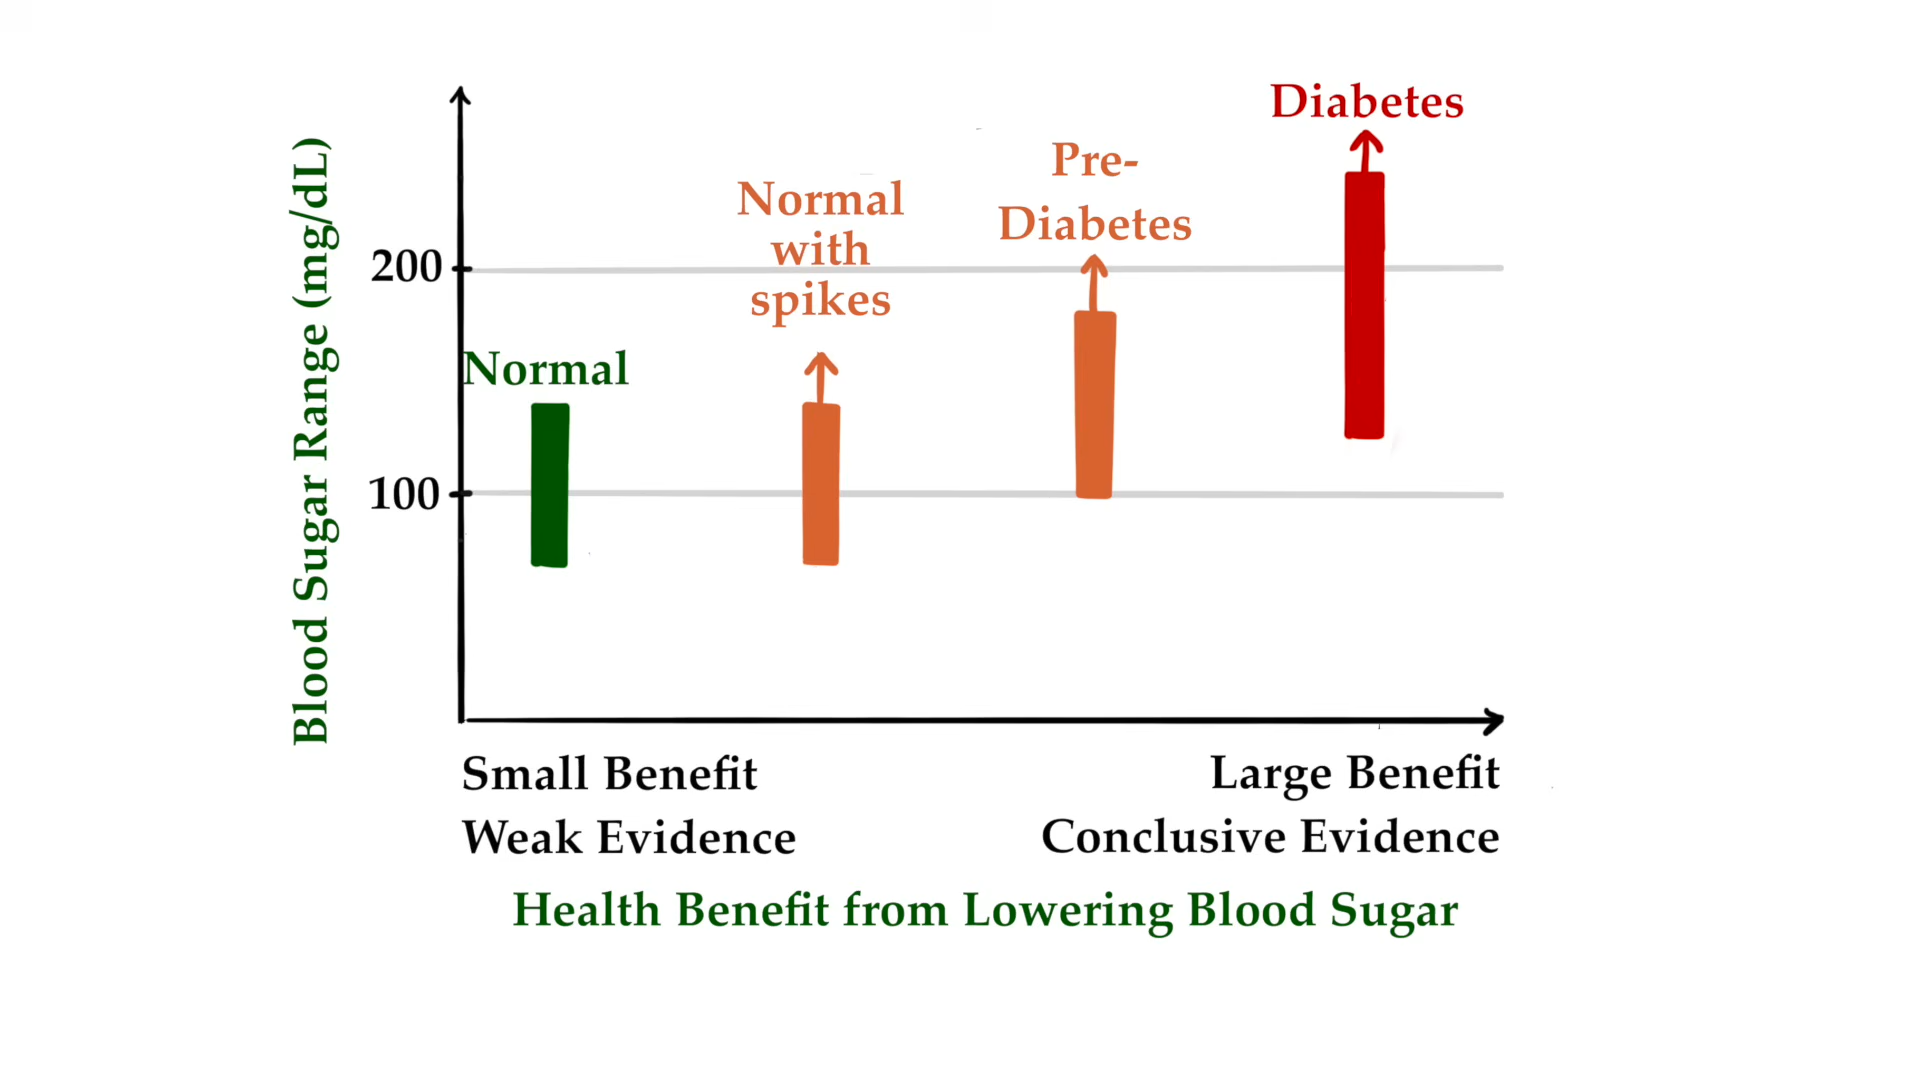 Diabetes
Pre-
Diabetes
Normal
with
spikes
Normal
200
100
Blood Sugar Range (mg/dL)
Small Benefit
Weak Evidence
Large Benefit
Conclusive Evidence
Health Benefit from Lowering Blood Sugar